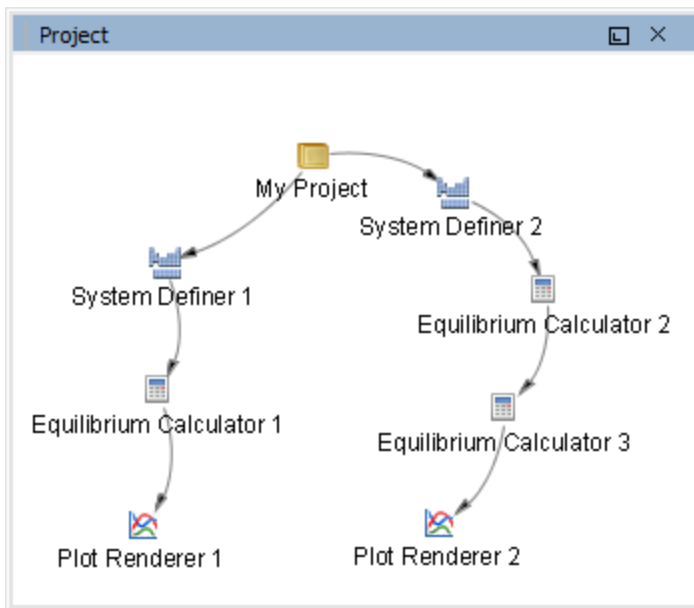 Project
My Project
System Definer 2
System Definer 1
Equilibrium Calculator 2
Equilibrium Calculator 1
Equilibrium Calculator 3
Plot Renderer 1
Plot Renderer 2